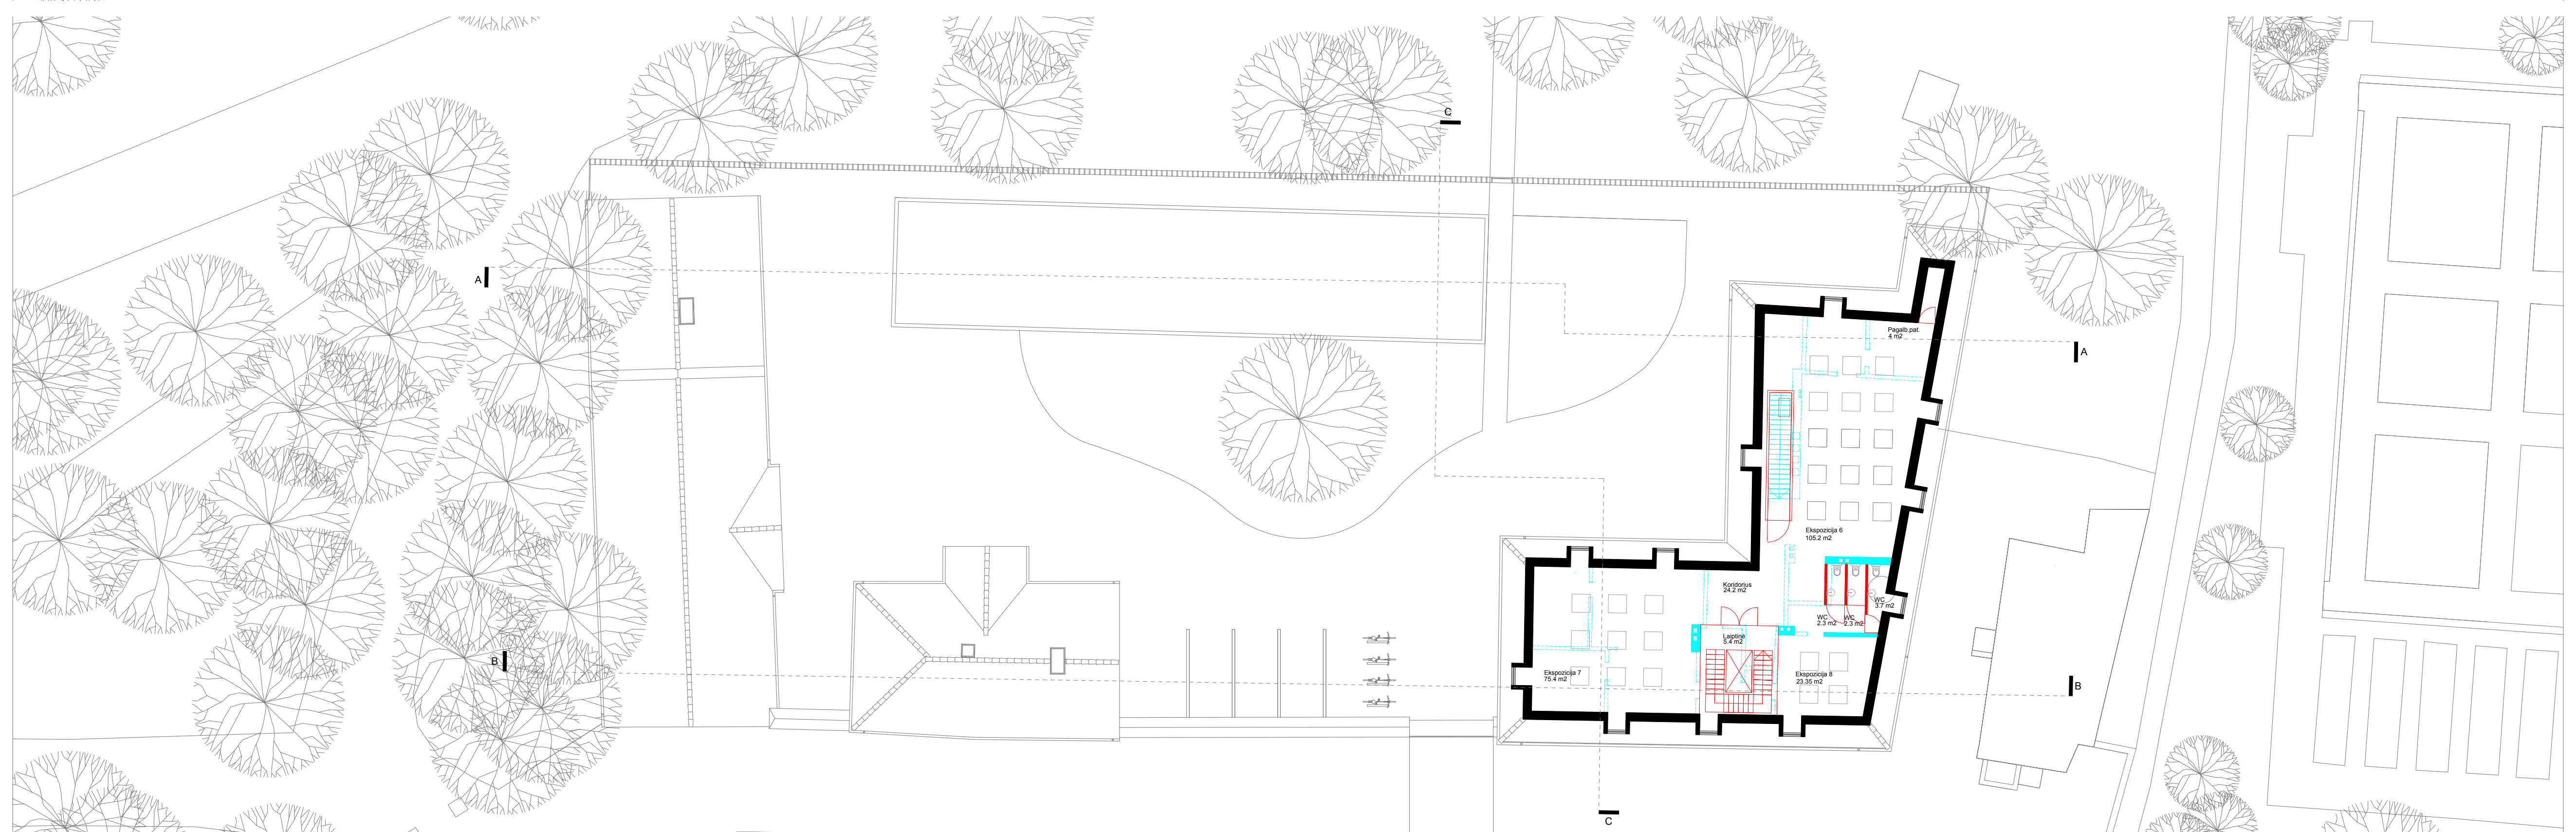 C
A
Pagalb.pat.
4 m2
A
Ekspozicija 6
105.2 m2
Koridorius
24.2 m2
WC
3.7 m2
WC
2.3 m2
WC
2.3 m2
Laiptinė
5.4 m2
B
Ekspozicija 7
75.4 m2
Ekspozicija 8
23.35 m2
B
C